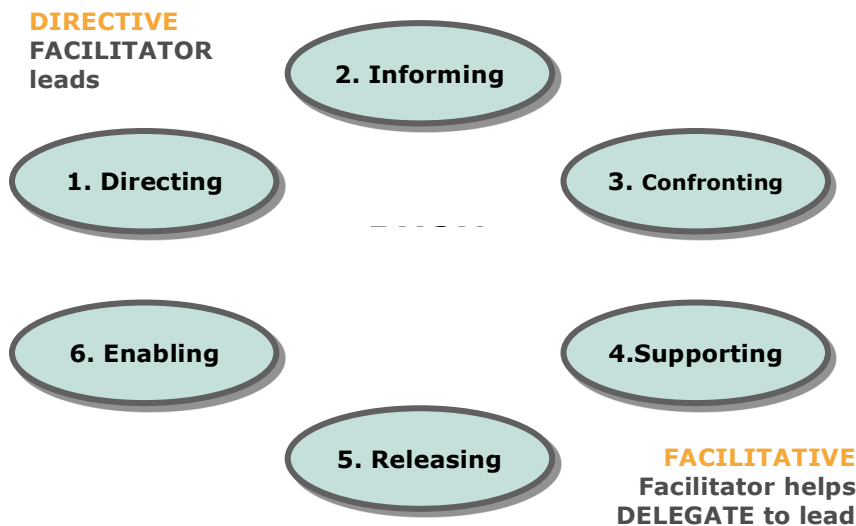 DIRECTIVE
FACILITATOR
leads
2. Informing
1. Directing
3. Confronting
6. Enabling
4.Supporting
5. Releasing
FACILITATIVE
Facilitator helps
DELEGATE to lead